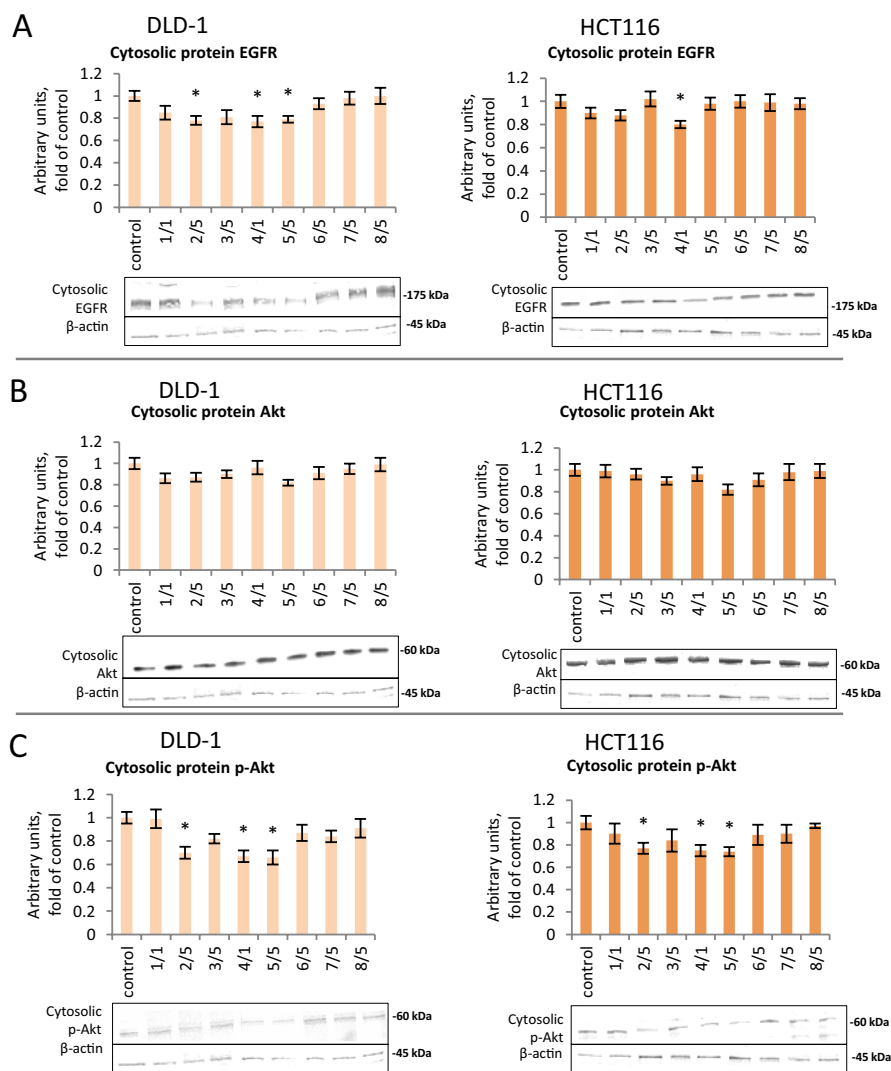 A
DLD-1
Cytosolic protein EGFR
Arbitrary units,
fold of control
1.2
1
0.8
0.6
0.4
0.2
0
control
1/1
2/5
3/5
4/1
5/5
6/5
7/5
8/5
*
*
*
Cytosolic
EGFR
β-actin
-175 kDa
-45 kDa
HCT116
Cytosolic protein EGFR
Arbitrary units,
fold of control
1.2
1
0.8
0.6
0.4
0.2
0
control
1/1
2/5
3/5
4/1
5/5
6/5
7/5
8/5
*
Cytosolic
EGFR
β-actin
-175 kDa
-45 kDa
B
DLD-1
Cytosolic protein Akt
Arbitrary units,
fold of control
1.2
1
0.8
0.6
0.4
0.2
0
control
1/1
2/5
3/5
4/1
5/5
6/5
7/5
8/5
Cytosolic
Akt
β-actin
-60 kDa
-45 kDa
HCT116
Cytosolic protein Akt
Arbitrary units,
fold of control
1.2
1
0.8
0.6
0.4
0.2
0
control
1/1
2/5
3/5
4/1
5/5
6/5
7/5
8/5
Cytosolic
Akt
β-actin
-60 kDa
-45 kDa
C
DLD-1
Cytosolic protein p-Akt
Arbitrary units,
fold of control
1.2
1
0.8
0.6
0.4
0.2
0
control
1/1
2/5
3/5
4/1
5/5
6/5
7/5
8/5
*
*
*
Cytosolic
p-Akt
β-actin
-60 kDa
-45 kDa
HCT116
Cytosolic protein p-Akt
Arbitrary units,
fold of control
1.2
1
0.8
0.6
0.4
0.2
0
control
1/1
2/5
3/5
4/1
5/5
6/5
7/5
8/5
*
*
*
Cytosolic
p-Akt
β-actin
-60 kDa
-45 kDa